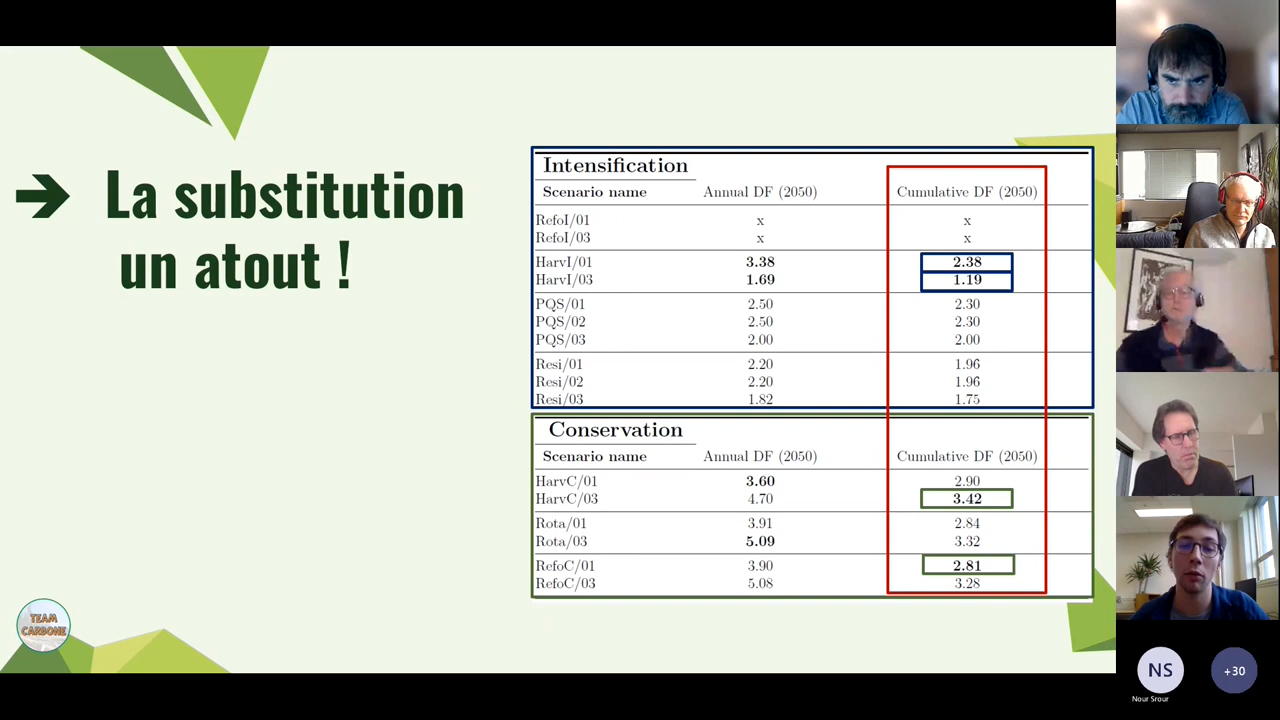 ➔ La substitution
un atout !
Intensification
Scenario name Annual DF (2050) Cumulative DF (2050)
RefoI/01 x x
RefoI/03 x x
HarvI/01 3.38 2.38
HarvI/03 1.69 1.19
PQS/01 2.50 2.30
PQS/02 2.50 2.30
PQS/03 2.00 2.00
Resi/01 2.20 1.96
Resi/02 2.20 1.96
Resi/03 1.82 1.75
Conservation
Scenario name Annual DF (2050) Cumulative DF (2050)
HarvC/01 3.60 2.90
HarvC/03 4.70 3.42
Rota/01 3.91 2.84
Rota/03 5.09 3.32
RefoC/01 3.90 2.81
RefoC/03 5.08 3.28
TEAM
CARBONE
NS
Nour Srour
+30